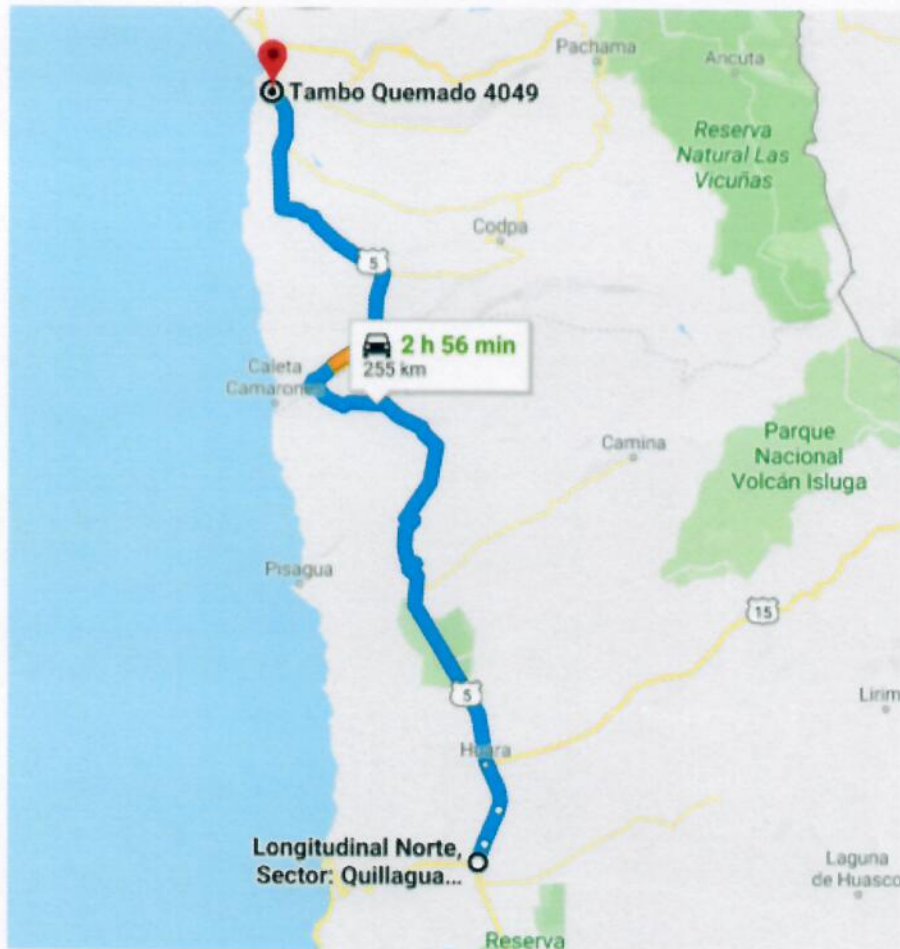 Pachama
Ancuta
Tambo Quemado 4049
Reserva
Natural Las
Vicuñas
Codpa
5
2 h 56 min
255 km
Caleta
Camarones
Camina
Parque
Nacional
Volcán Isluga
Pisagua
15
5
Lirim
Huara
Longitudinal Norte,
Sector: Quillagua...
Laguna
de Huasco
Reserva